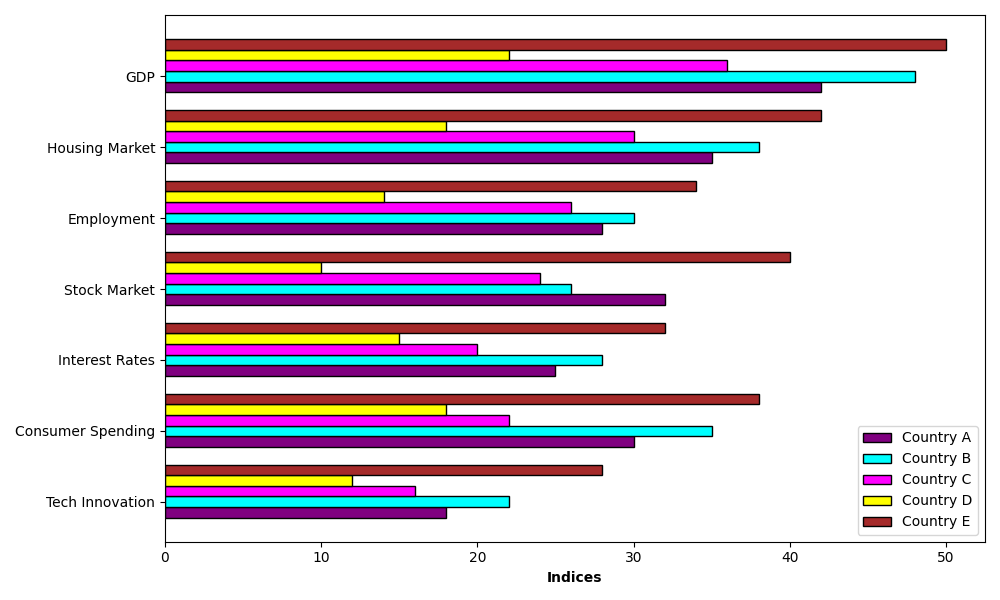 GDP
Housing Market
Employment
Stock Market
Interest Rates
Consumer Spending
Tech Innovation
Country A
Country B
Country C
Country D
Country E
0 10 20 30 40 50
Indices